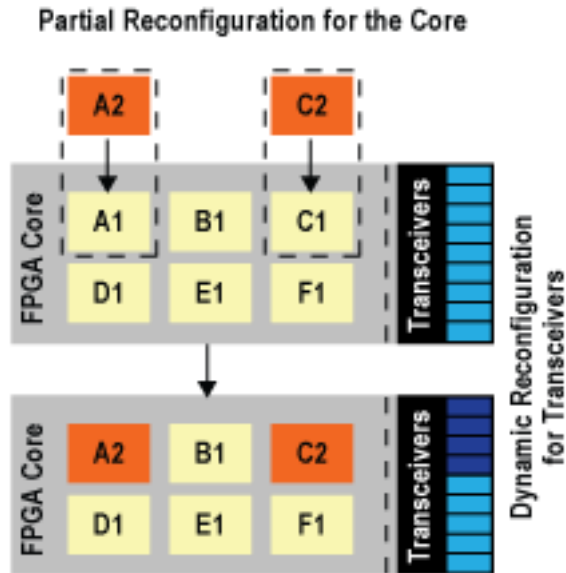 Partial Reconfiguration for the Core
A2 C2
FPGA Core
A1 B1 C1
D1 E1 F1
Transceivers
Dynamic Reconfiguration
for Transceivers
FPGA Core
A2 B1 C2
D1 E1 F1
Transceivers